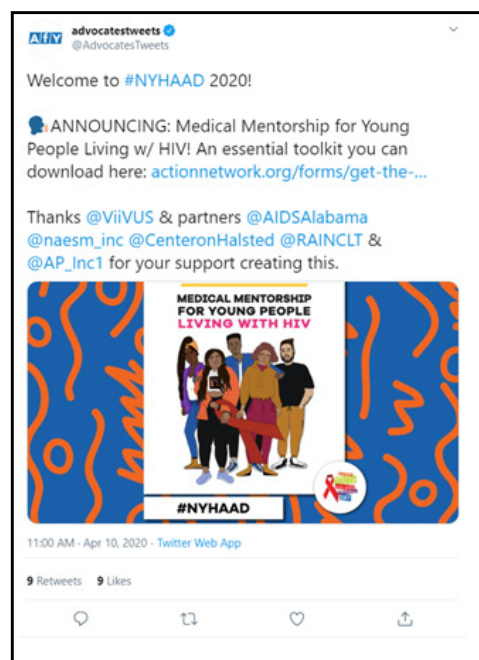 AfY advocatestweets
@AdvocatesTweets
Welcome to #NYHAAD 2020!
ANNOUNCING: Medical Mentorship for Young
People Living w/ HIV! An essential toolkit you can
download here: actionnetwork.org/forms/get-the-...
Thanks @ViiVUS & partners @AIDSAlabama
@naesm_inc @CenteronHalsted @RAINCLT &
@AP_Inc1 for your support creating this.
MEDICAL MENTORSHIP
FOR YOUNG PEOPLE
LIVING WITH HIV
#NYHAAD
11:00 AM · Apr 10, 2020 · Twitter Web App
9 Retweets 9 Likes